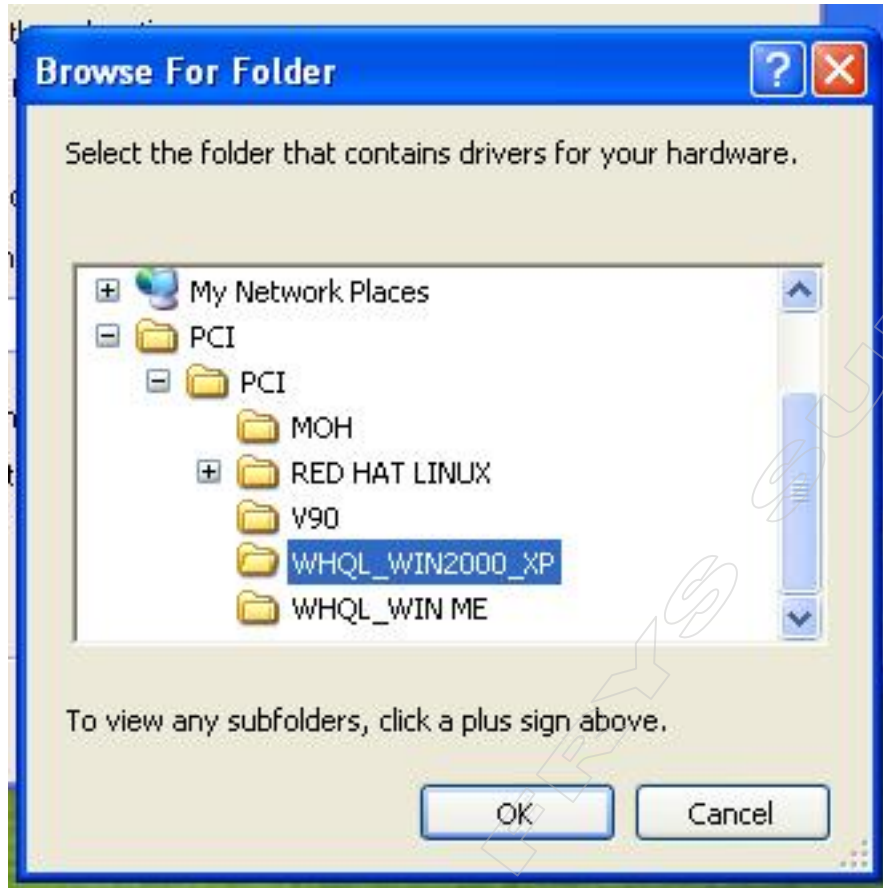 Browse For Folder
Select the folder that contains drivers for your hardware.
My Network Places
PCI
PCI
MOH
RED HAT LINUX
V90
WHQL_WIN2000_XP
WHQL_WIN ME
To view any subfolders, click a plus sign above.
OK
Cancel